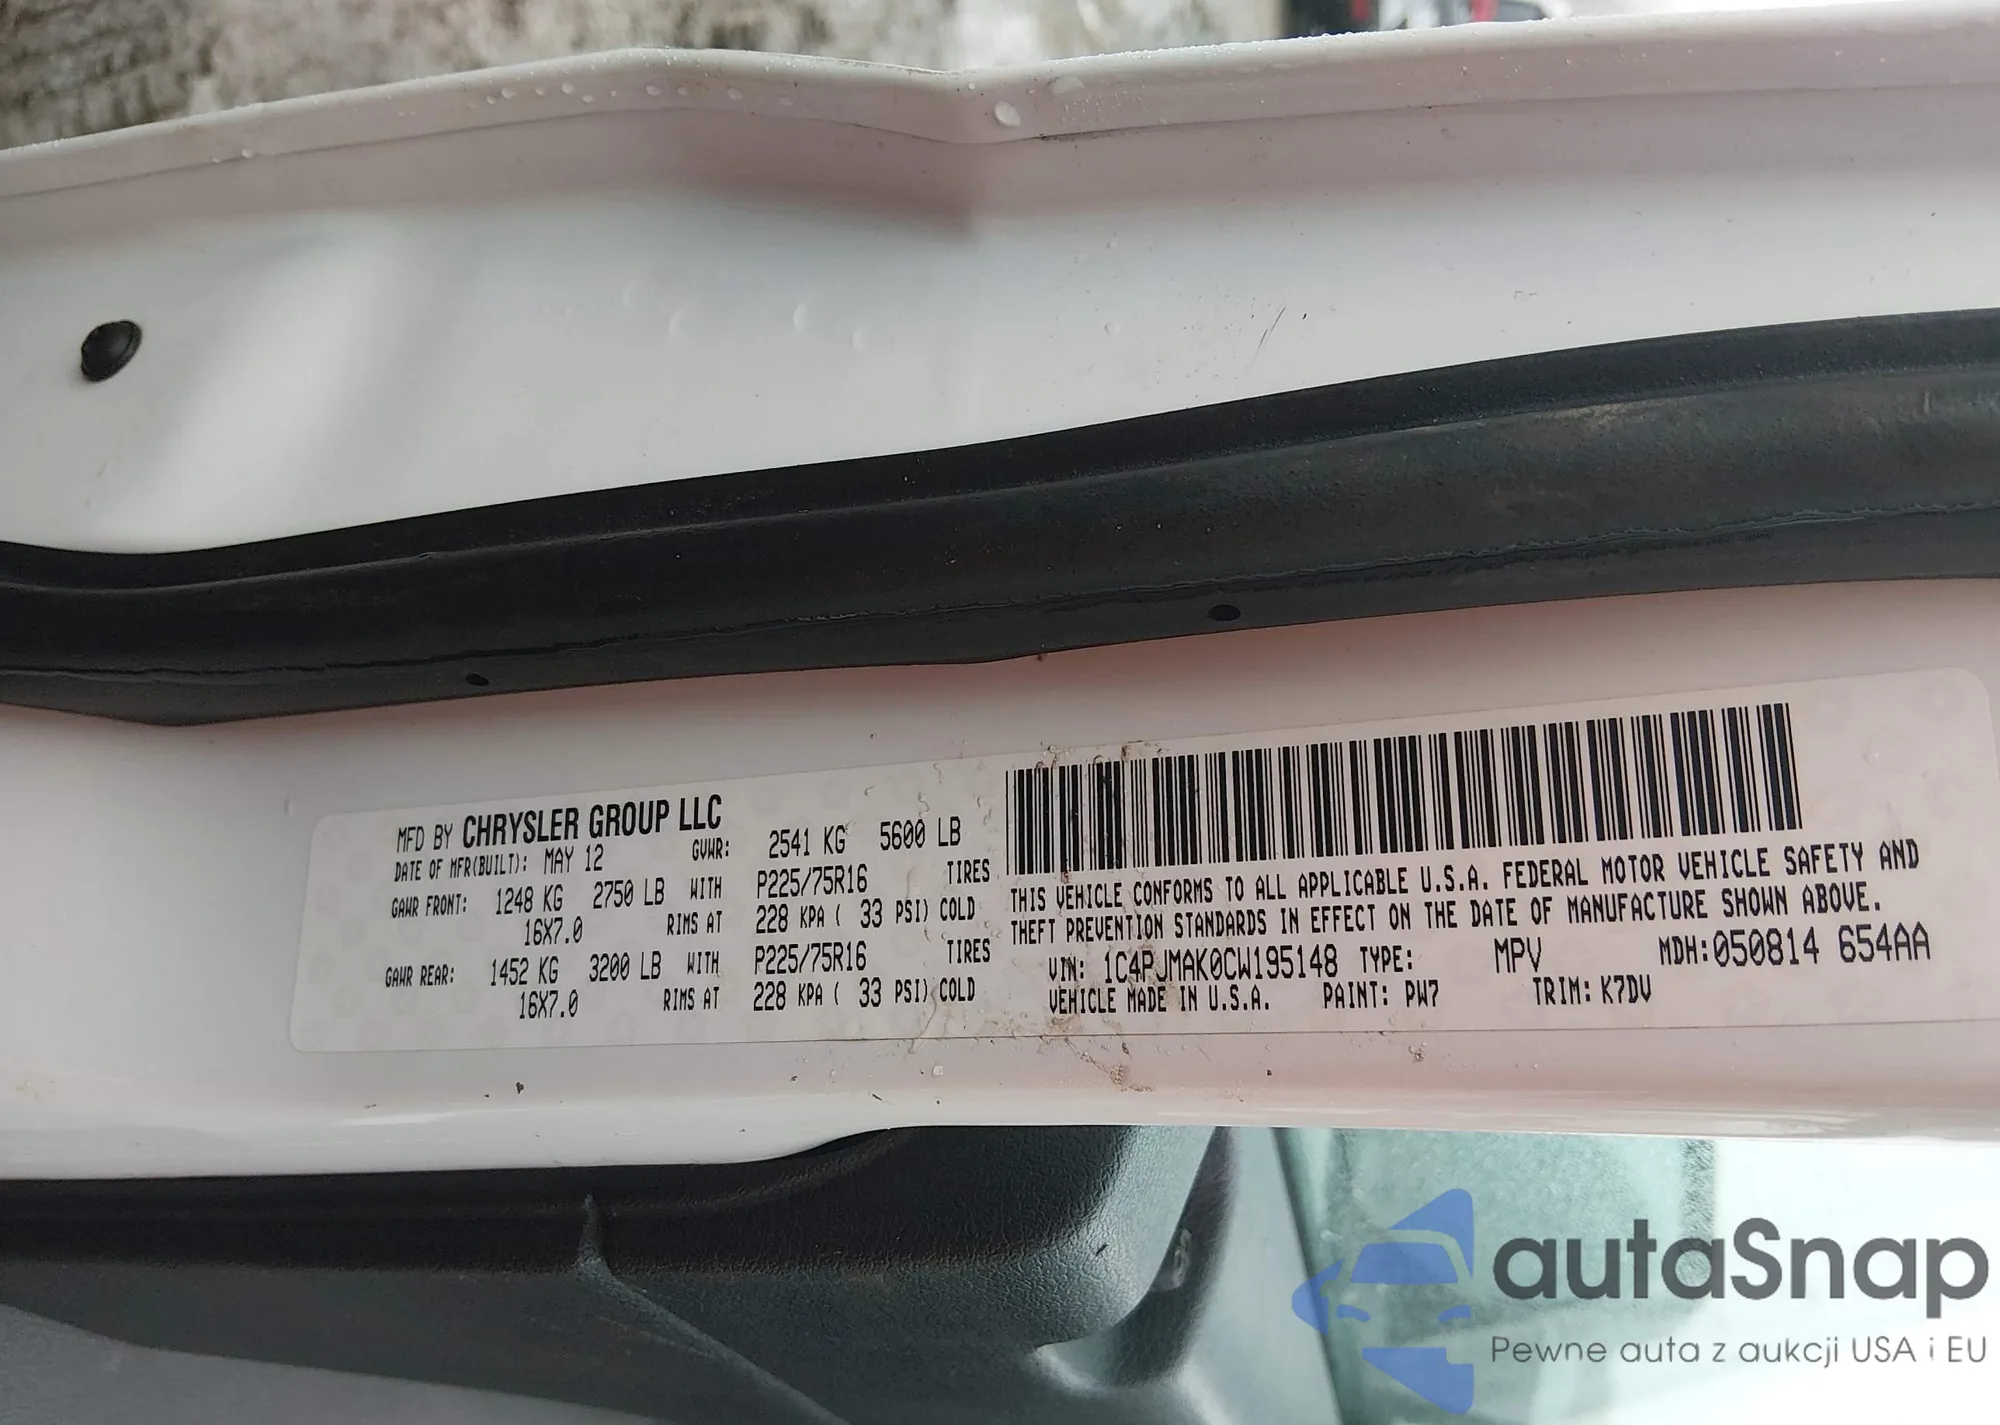 MFD BY CHRYSLER GROUP LLC
DATE OF MFR(BUILT): MAY 12 GVWR: 2541 KG 5600 LB
GAWR FRONT: 1248 KG 2750 LB WITH P225/75R16 TIRES
16X7.0 RIMS AT 228 KPA ( 33 PSI) COLD
GAWR REAR: 1452 KG 3200 LB WITH P225/75R16 TIRES
16X7.0 RIMS AT 228 KPA ( 33 PSI) COLD
THIS VEHICLE CONFORMS TO ALL APPLICABLE U.S.A. FEDERAL MOTOR VEHICLE SAFETY AND
THEFT PREVENTION STANDARDS IN EFFECT ON THE DATE OF MANUFACTURE SHOWN ABOVE.
VIN: 1C4PJMAK0CW195148 TYPE: MPV MDH:050814 654AA
VEHICLE MADE IN U.S.A. PAINT: PW7 TRIM: K7DV
autaSnap
Pewne auta z aukcji USA i EU